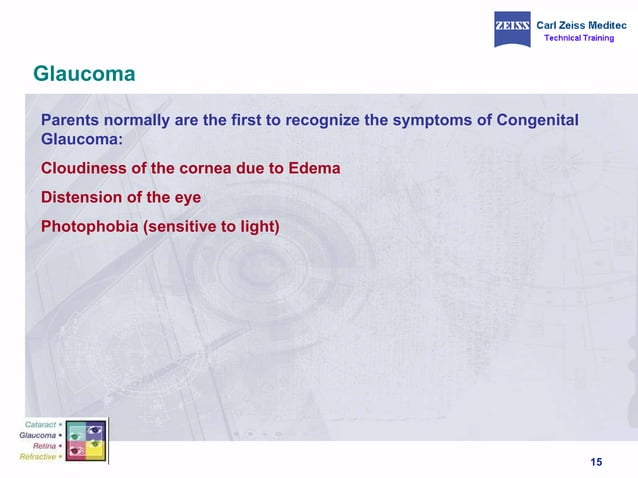 ZEISS
Carl Zeiss Meditec
Technical Training
Glaucoma
Parents normally are the first to recognize the symptoms of Congenital
Glaucoma:
Cloudiness of the cornea due to Edema
Distension of the eye
Photophobia (sensitive to light)
Cataract •
Glaucoma •
Retina •
Refractive •
15